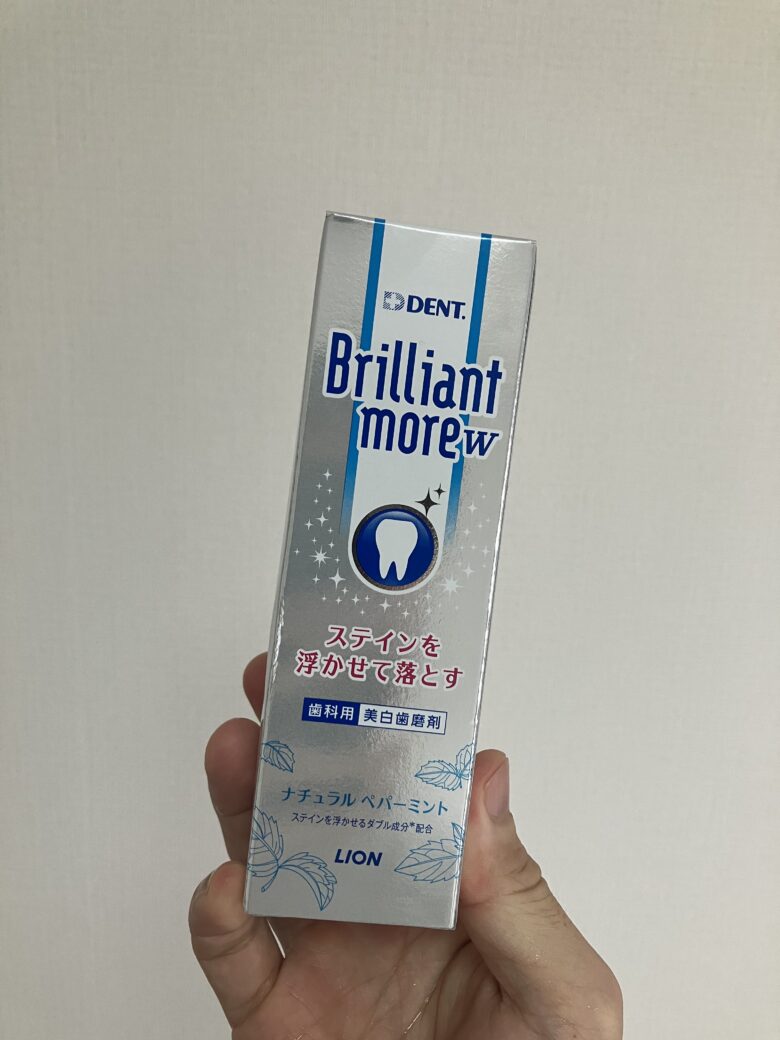 DENT.
Brilliant
more W
ステインを
浮かせて落とす
歯科用 美白歯磨剤
ナチュラル ペパーミント
ステインを浮かせるダブル成分*配合
LION